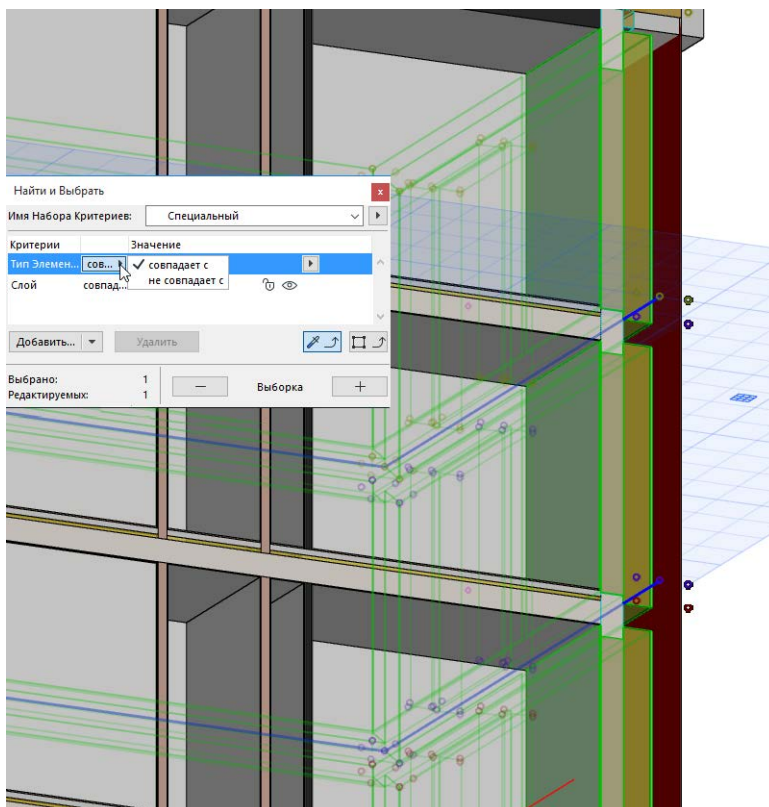 Найти и Выбрать
x
Имя Набора Критериев: Специальный
Критерии Значение
Тип Элемен... сов... ✓ совпадает с
не совпадает с
Слой совпад...
Добавить... Удалить
Выбрано: 1
Редактируемых: 1
— Выборка +